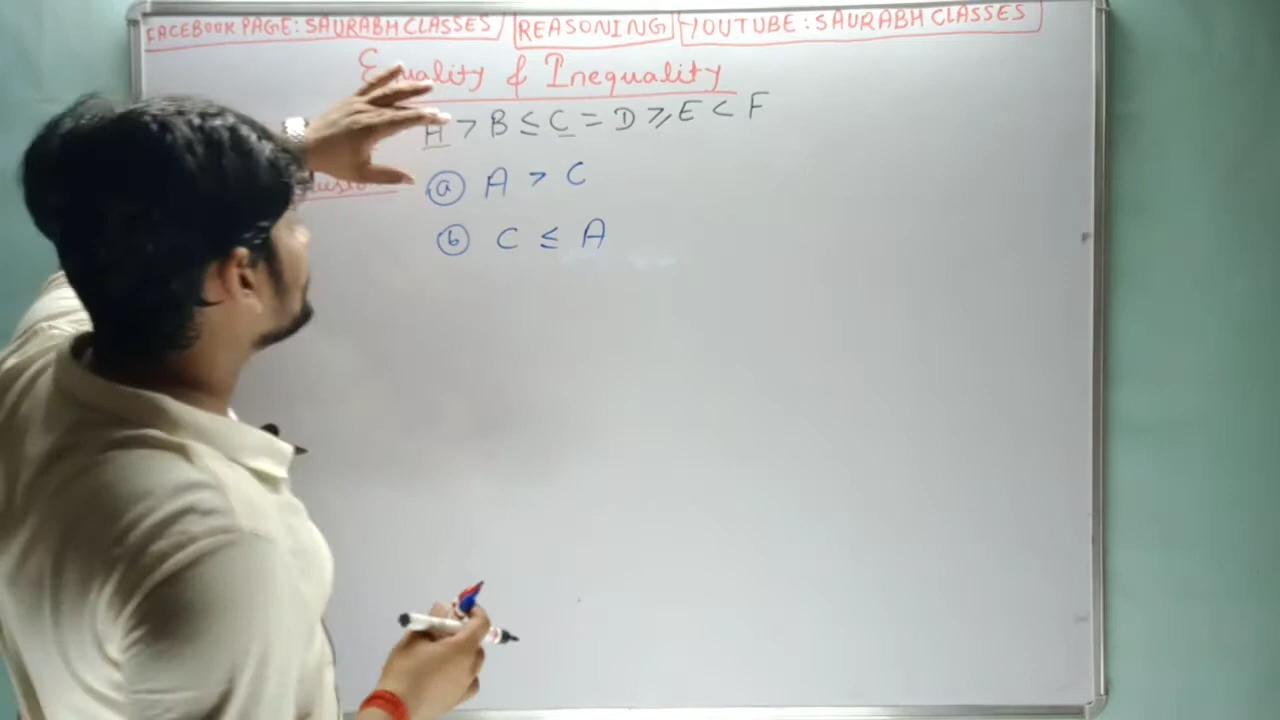 FACEBOOK PAGE: SAURABH CLASSES REASONING YOUTUBE: SAURABH CLASSES
Equality & Inequality
A > B ≤ C = D ≥ E < F
(a) A > C
(b) C ≤ A